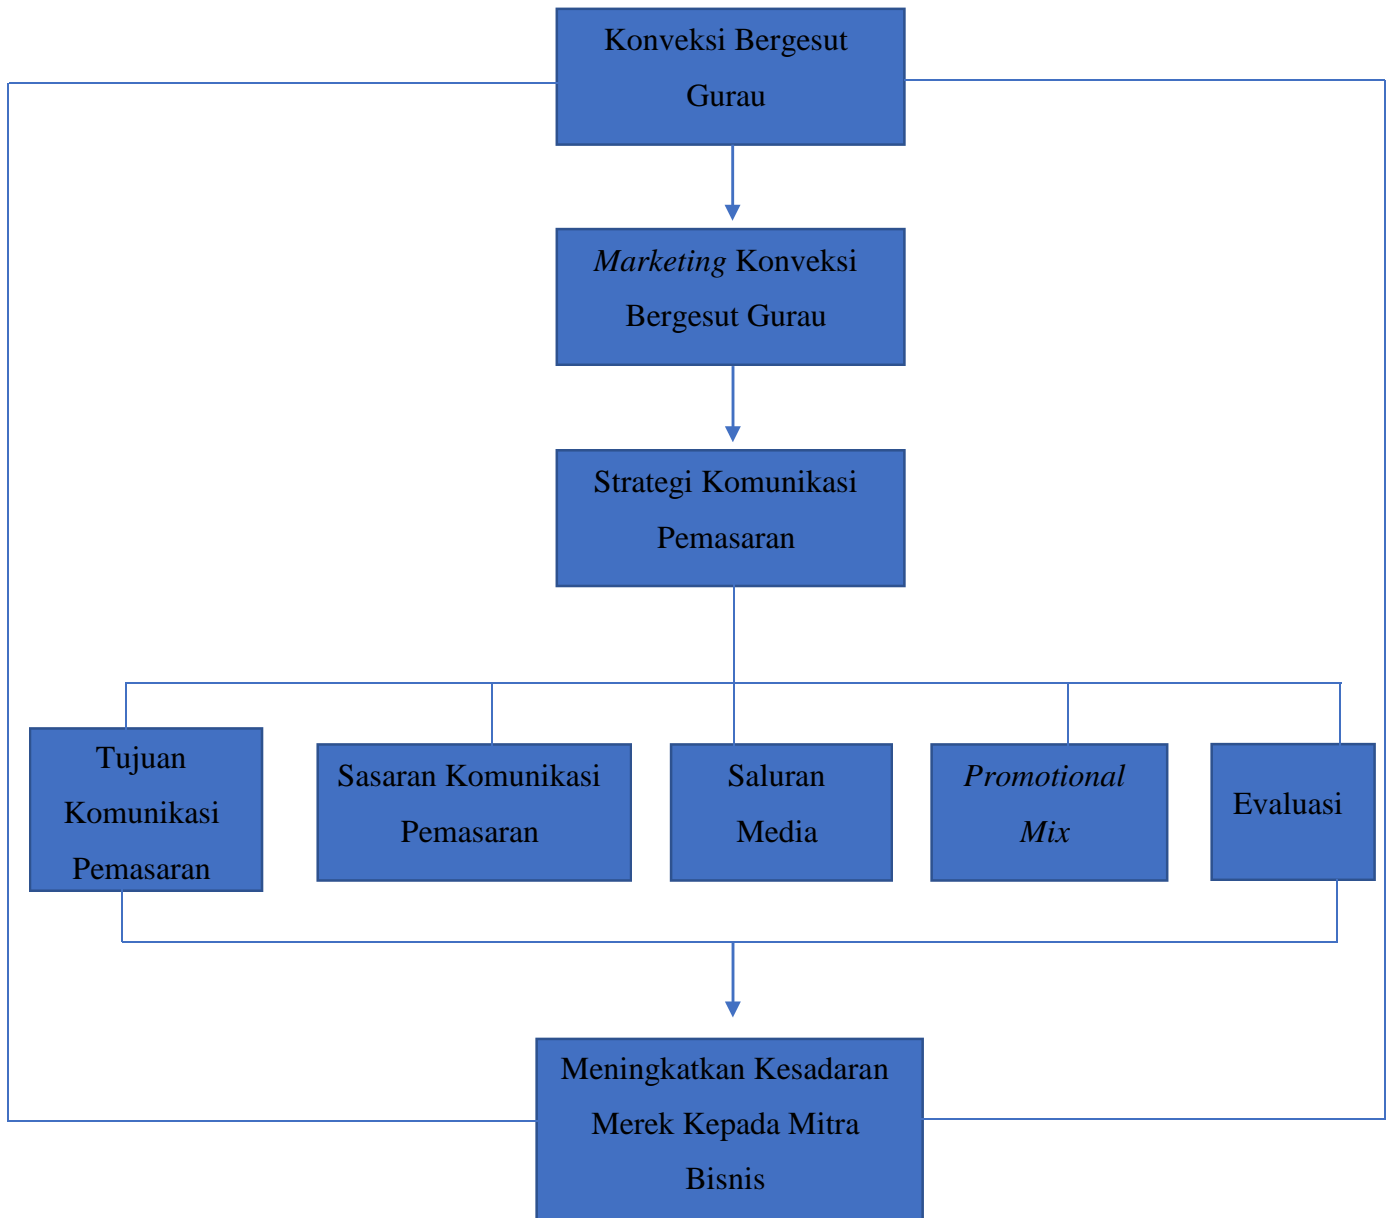 Konveksi Bergesut
Gurau
Marketing Konveksi
Bergesut Gurau
Strategi Komunikasi
Pemasaran
Tujuan
Komunikasi
Pemasaran
Sasaran Komunikasi
Pemasaran
Saluran
Media
Promotional
Mix
Evaluasi
Meningkatkan Kesadaran
Merek Kepada Mitra
Bisnis